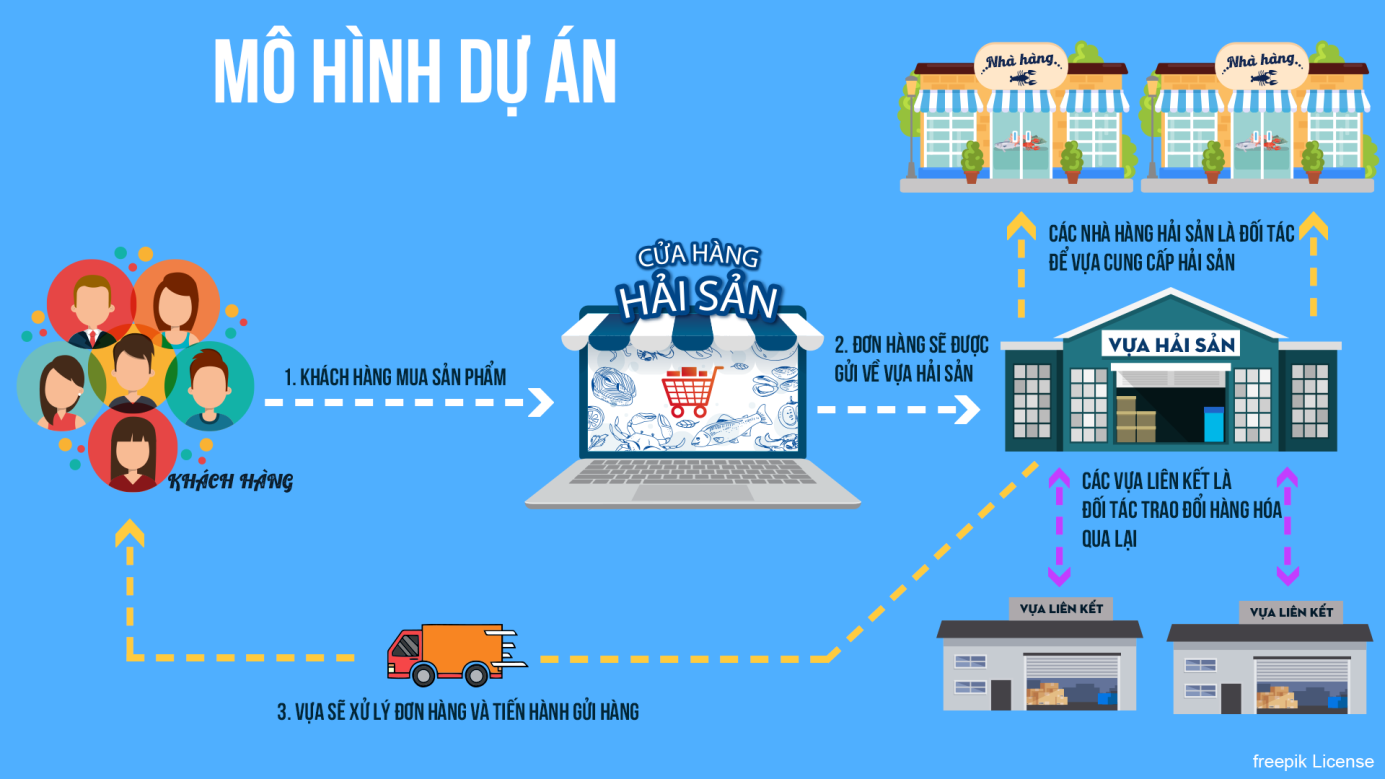 MÔ HÌNH DỰ ÁN
Nhà hàng
Nhà hàng
CÁC NHÀ HÀNG HẢI SẢN LÀ ĐỐI TÁC
ĐỂ VỰA CUNG CẤP HẢI SẢN
CỬA HÀNG
HẢI SẢN
1. KHÁCH HÀNG MUA SẢN PHẨM
2. ĐƠN HÀNG SẼ ĐƯỢC
GỬI VỀ VỰA HẢI SẢN
VỰA HẢI SẢN
KHÁCH HÀNG
CÁC VỰA LIÊN KẾT LÀ
ĐỐI TÁC TRAO ĐỔI HÀNG HÓA
QUA LẠI
VỰA LIÊN KẾT
VỰA LIÊN KẾT
3. VỰA SẼ XỬ LÝ ĐƠN HÀNG VÀ TIẾN HÀNH GỬI HÀNG
freepik License